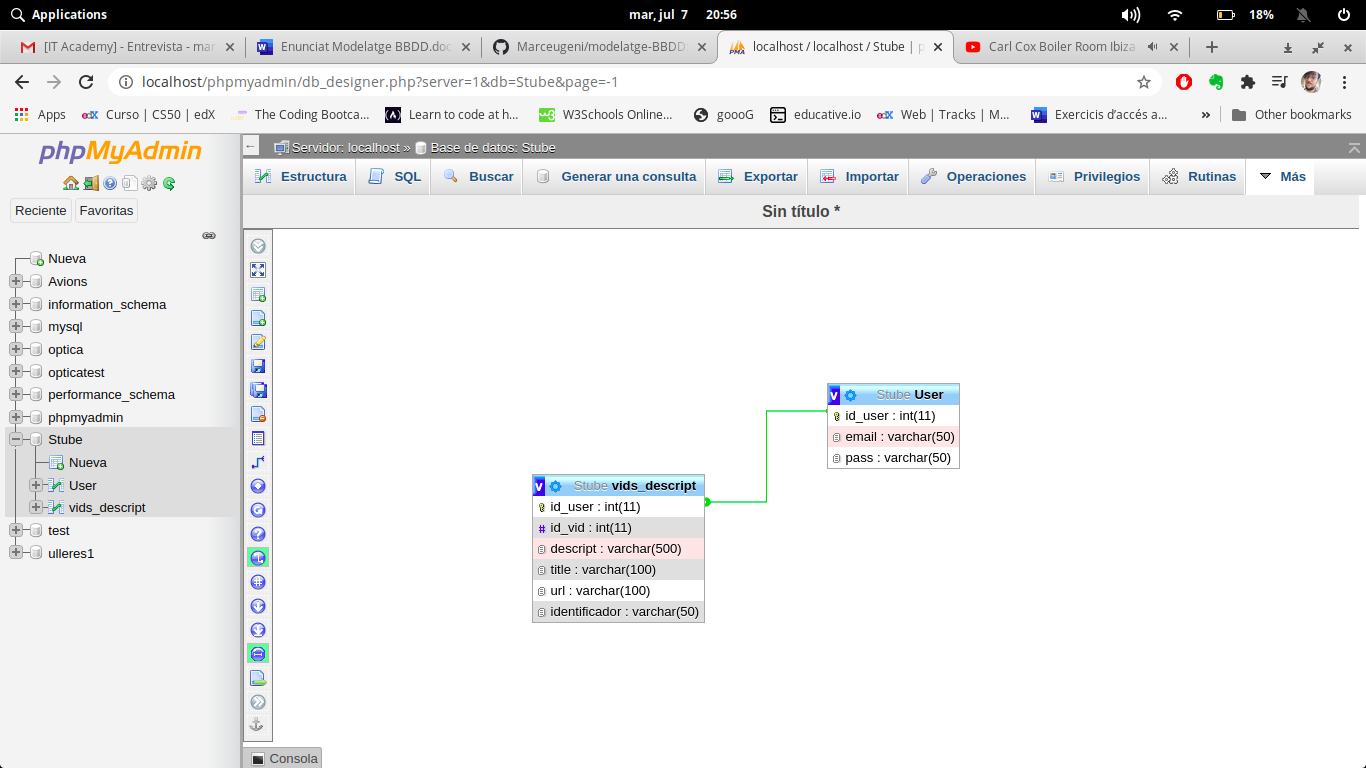 Applications
mar, jul 7 20:56
18%
[IT Academy] - Entrevista - mar
Enunciat Modelatge BBDD.doc
Marceugeni/modelatge-BBDD
localhost / localhost / Stube | p
Carl Cox Boiler Room Ibiza
localhost/phpmyadmin/db_designer.php?server=1&db=Stube&page=-1
Apps
Curso | CS50 | edX
The Coding Bootca...
Learn to code at h...
W3Schools Online...
goooG
educative.io
Web | Tracks | M...
Exercicis d'accés a...
»
Other bookmarks
phpMyAdmin
Reciente
Favoritas
Nueva
Avions
information_schema
mysql
optica
opticatest
performance_schema
phpmyadmin
Stube
Nueva
User
vids_descript
test
ulleres1
Servidor: localhost » Base de datos: Stube
Estructura
SQL
Buscar
Generar una consulta
Exportar
Importar
Operaciones
Privilegios
Rutinas
Más
Sin título *
v Stube User
id_user : int(11)
email : varchar(50)
pass : varchar(50)
v Stube vids_descript
id_user : int(11)
# id_vid : int(11)
descript : varchar(500)
title : varchar(100)
url : varchar(100)
identificador : varchar(50)
Consola